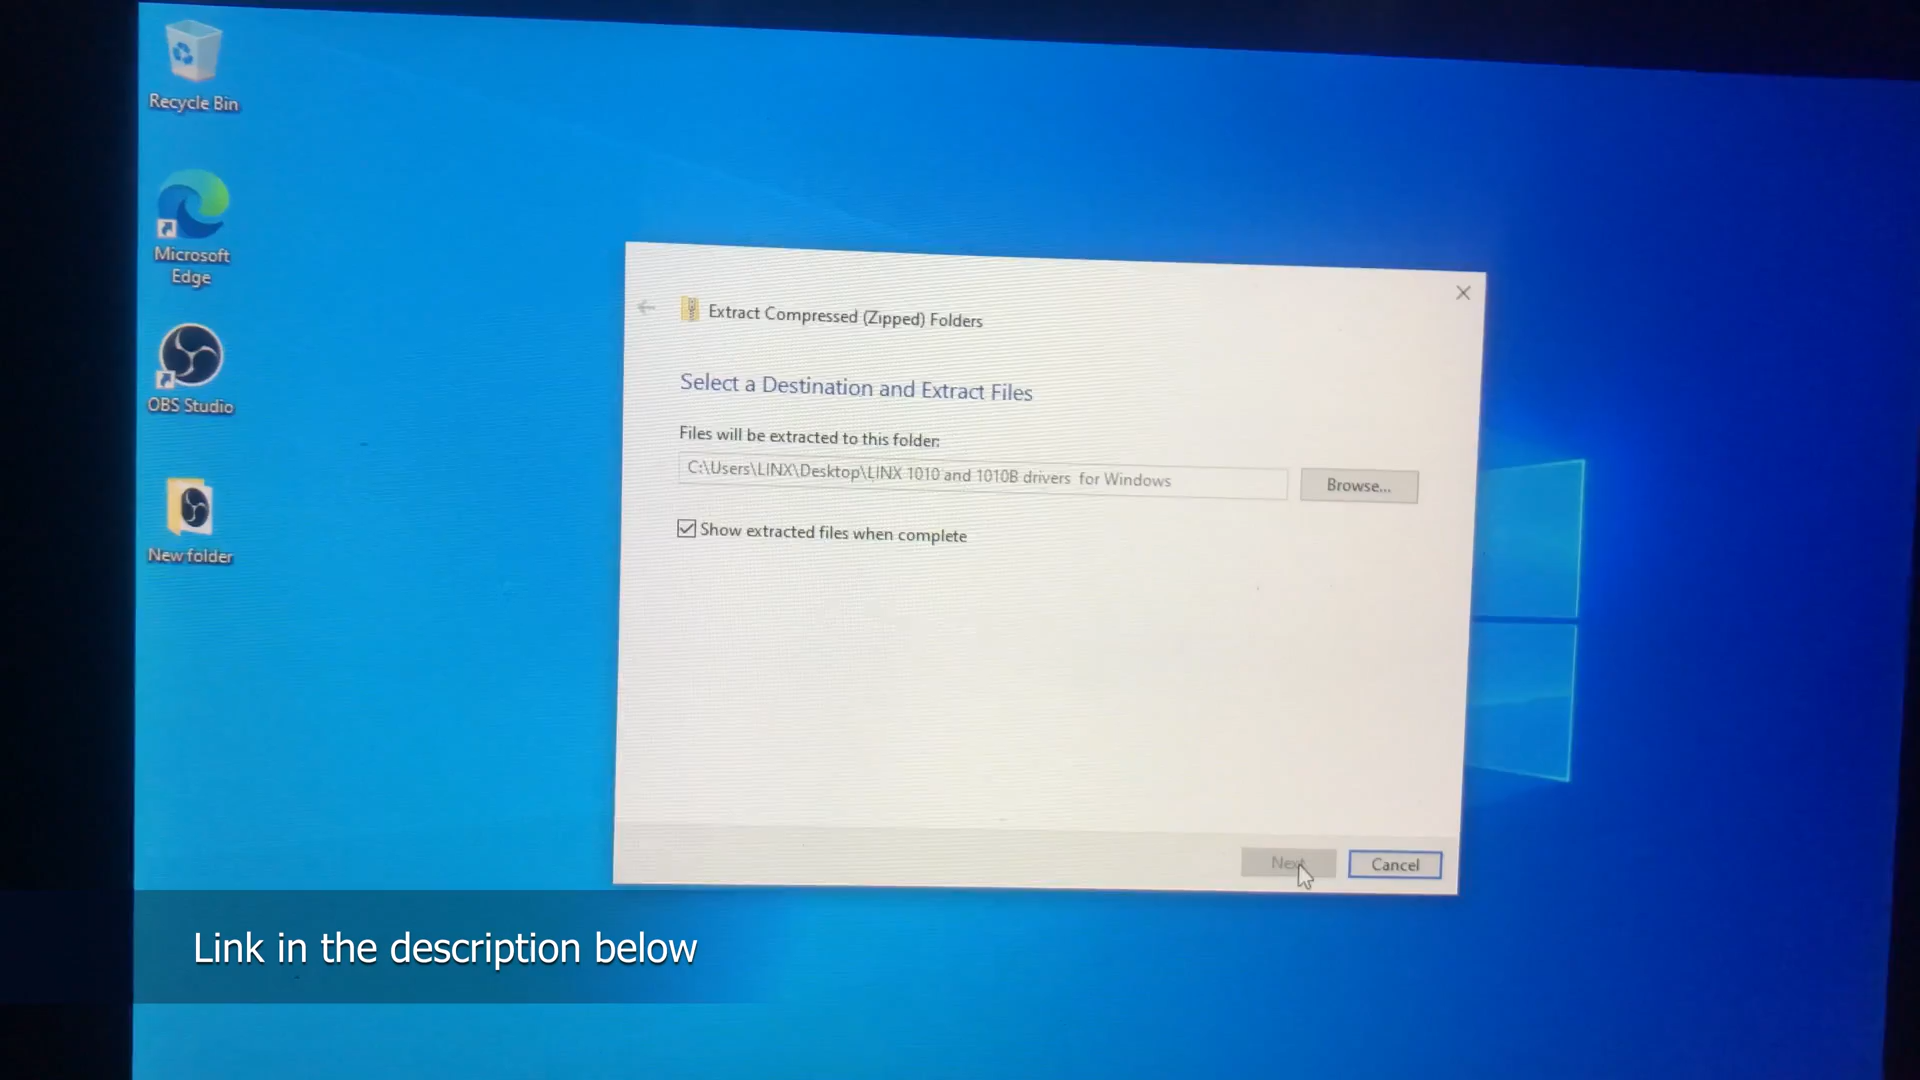 Recycle Bin
Microsoft
Edge
OBS Studio
New folder
Extract Compressed (Zipped) Folders
Select a Destination and Extract Files
Files will be extracted to this folder:
C:\Users\LINX\Desktop\LINX 1010 and 1010B drivers  for Windows
Browse...
Show extracted files when complete
Next
Cancel
Link in the description below